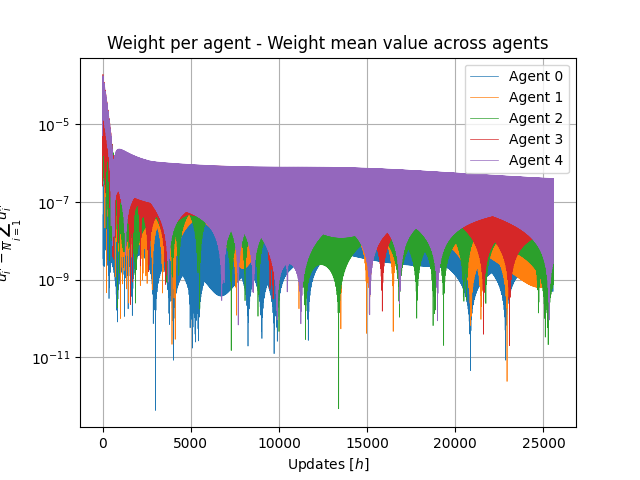 Weight per agent - Weight mean value across agents
Agent 0
Agent 1
Agent 2
Agent 3
Agent 4
10⁻⁵
10⁻⁷
10⁻⁹
10⁻¹¹
0 5000 10000 15000 20000 25000
Updates [h]